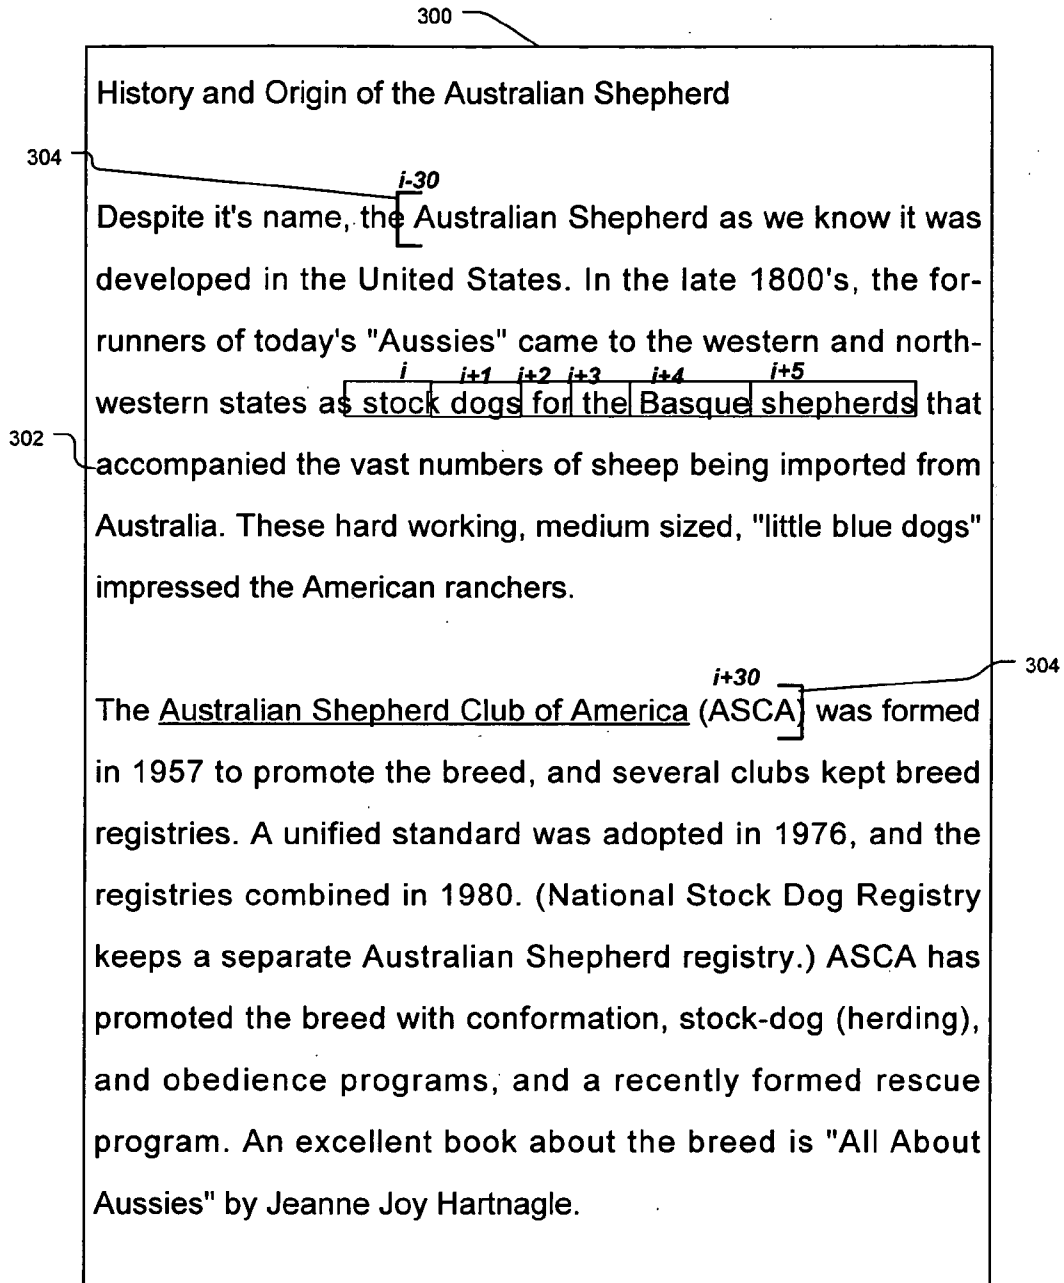 300
History and Origin of the Australian Shepherd
304
i-30
Despite it's name, the Australian Shepherd as we know it was
developed in the United States. In the late 1800's, the for-
runners of today's "Aussies" came to the western and north-
i i+1 i+2 i+3 i+4 i+5
western states as stock dogs for the Basque shepherds that
302
accompanied the vast numbers of sheep being imported from
Australia. These hard working, medium sized, "little blue dogs"
impressed the American ranchers.
i+30
304
The Australian Shepherd Club of America (ASCA) was formed
in 1957 to promote the breed, and several clubs kept breed
registries. A unified standard was adopted in 1976, and the
registries combined in 1980. (National Stock Dog Registry
keeps a separate Australian Shepherd registry.) ASCA has
promoted the breed with conformation, stock-dog (herding),
and obedience programs, and a recently formed rescue
program. An excellent book about the breed is "All About
Aussies" by Jeanne Joy Hartnagle.